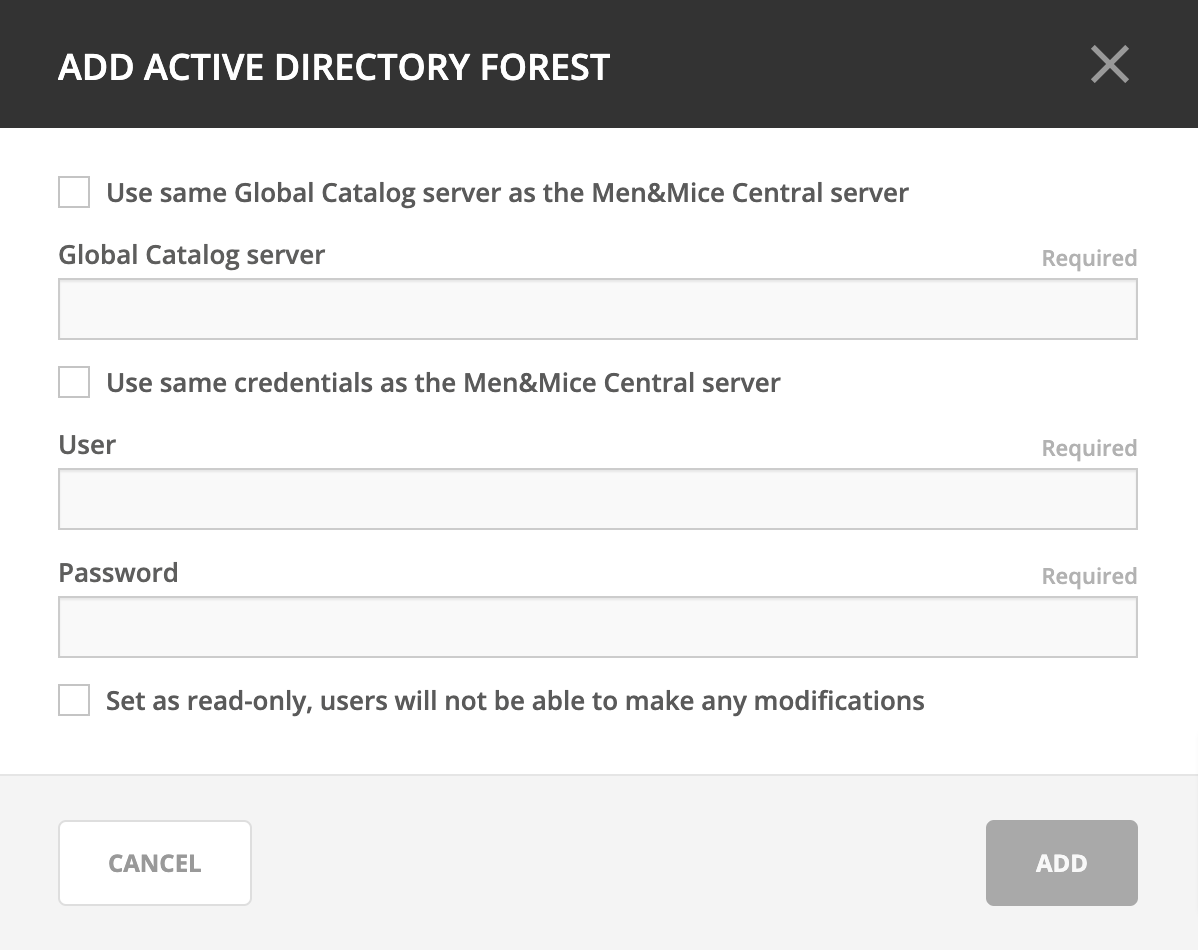 ADD ACTIVE DIRECTORY FOREST
Use same Global Catalog server as the Men&Mice Central server
Global Catalog server
Required
Use same credentials as the Men&Mice Central server
User
Required
Password
Required
Set as read-only, users will not be able to make any modifications
CANCEL
ADD